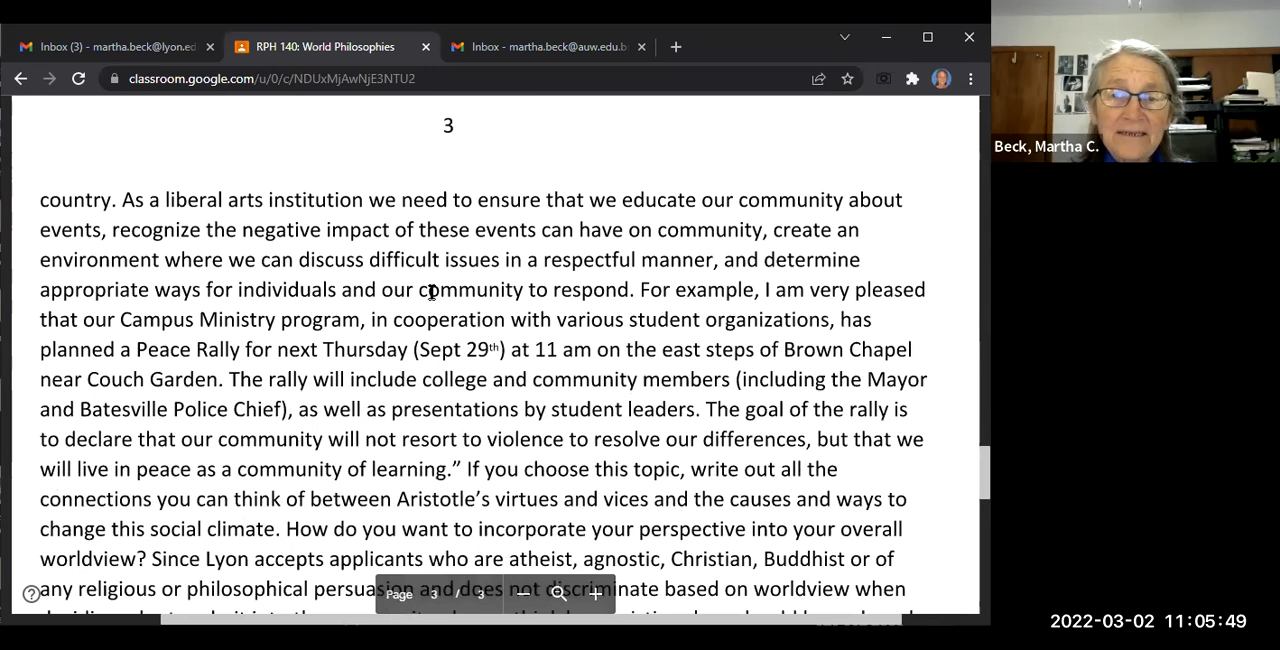 Inbox (3) - martha.beck@lyon.ed
RPH 140: World Philosophies
Inbox - martha.beck@auw.edu.b
classroom.google.com/u/0/c/NDUxMjAwNjE3NTU2
Beck, Martha C.
3
country. As a liberal arts institution we need to ensure that we educate our community about
events, recognize the negative impact of these events can have on community, create an
environment where we can discuss difficult issues in a respectful manner, and determine
appropriate ways for individuals and our community to respond. For example, I am very pleased
that our Campus Ministry program, in cooperation with various student organizations, has
planned a Peace Rally for next Thursday (Sept 29th) at 11 am on the east steps of Brown Chapel
near Couch Garden. The rally will include college and community members (including the Mayor
and Batesville Police Chief), as well as presentations by student leaders. The goal of the rally is
to declare that our community will not resort to violence to resolve our differences, but that we
will live in peace as a community of learning.” If you choose this topic, write out all the
connections you can think of between Aristotle’s virtues and vices and the causes and ways to
change this social climate. How do you want to incorporate your perspective into your overall
worldview? Since Lyon accepts applicants who are atheist, agnostic, Christian, Buddhist or of
any religious or philosophical persuasion and does not discriminate based on worldview when
Page 3 / 3
2022-03-02 11:05:49